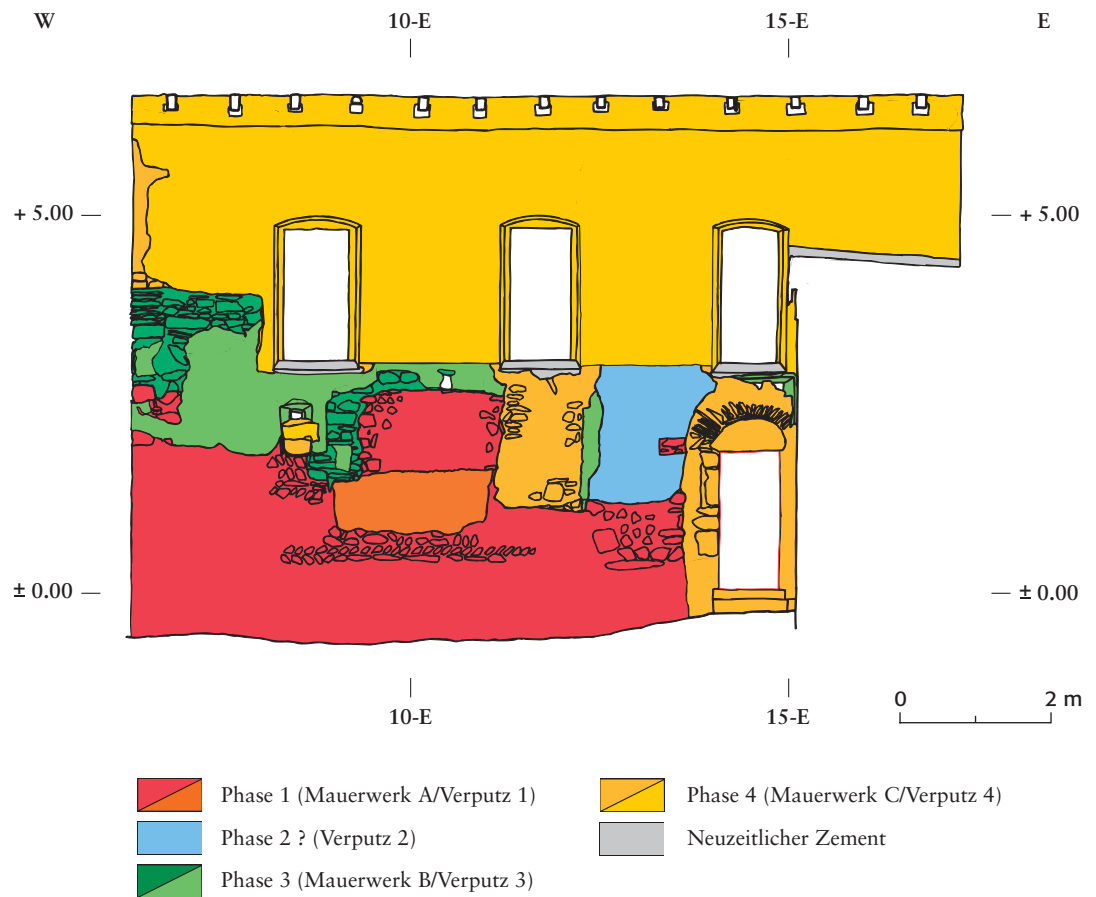 W 10-E 15-E E
+ 5.00 + 5.00
± 0.00 ± 0.00
10-E 15-E
0 2 m
Phase 1 (Mauerwerk A/Verputz 1)
Phase 2 ? (Verputz 2)
Phase 3 (Mauerwerk B/Verputz 3)
Phase 4 (Mauerwerk C/Verputz 4)
Neuzeitlicher Zement